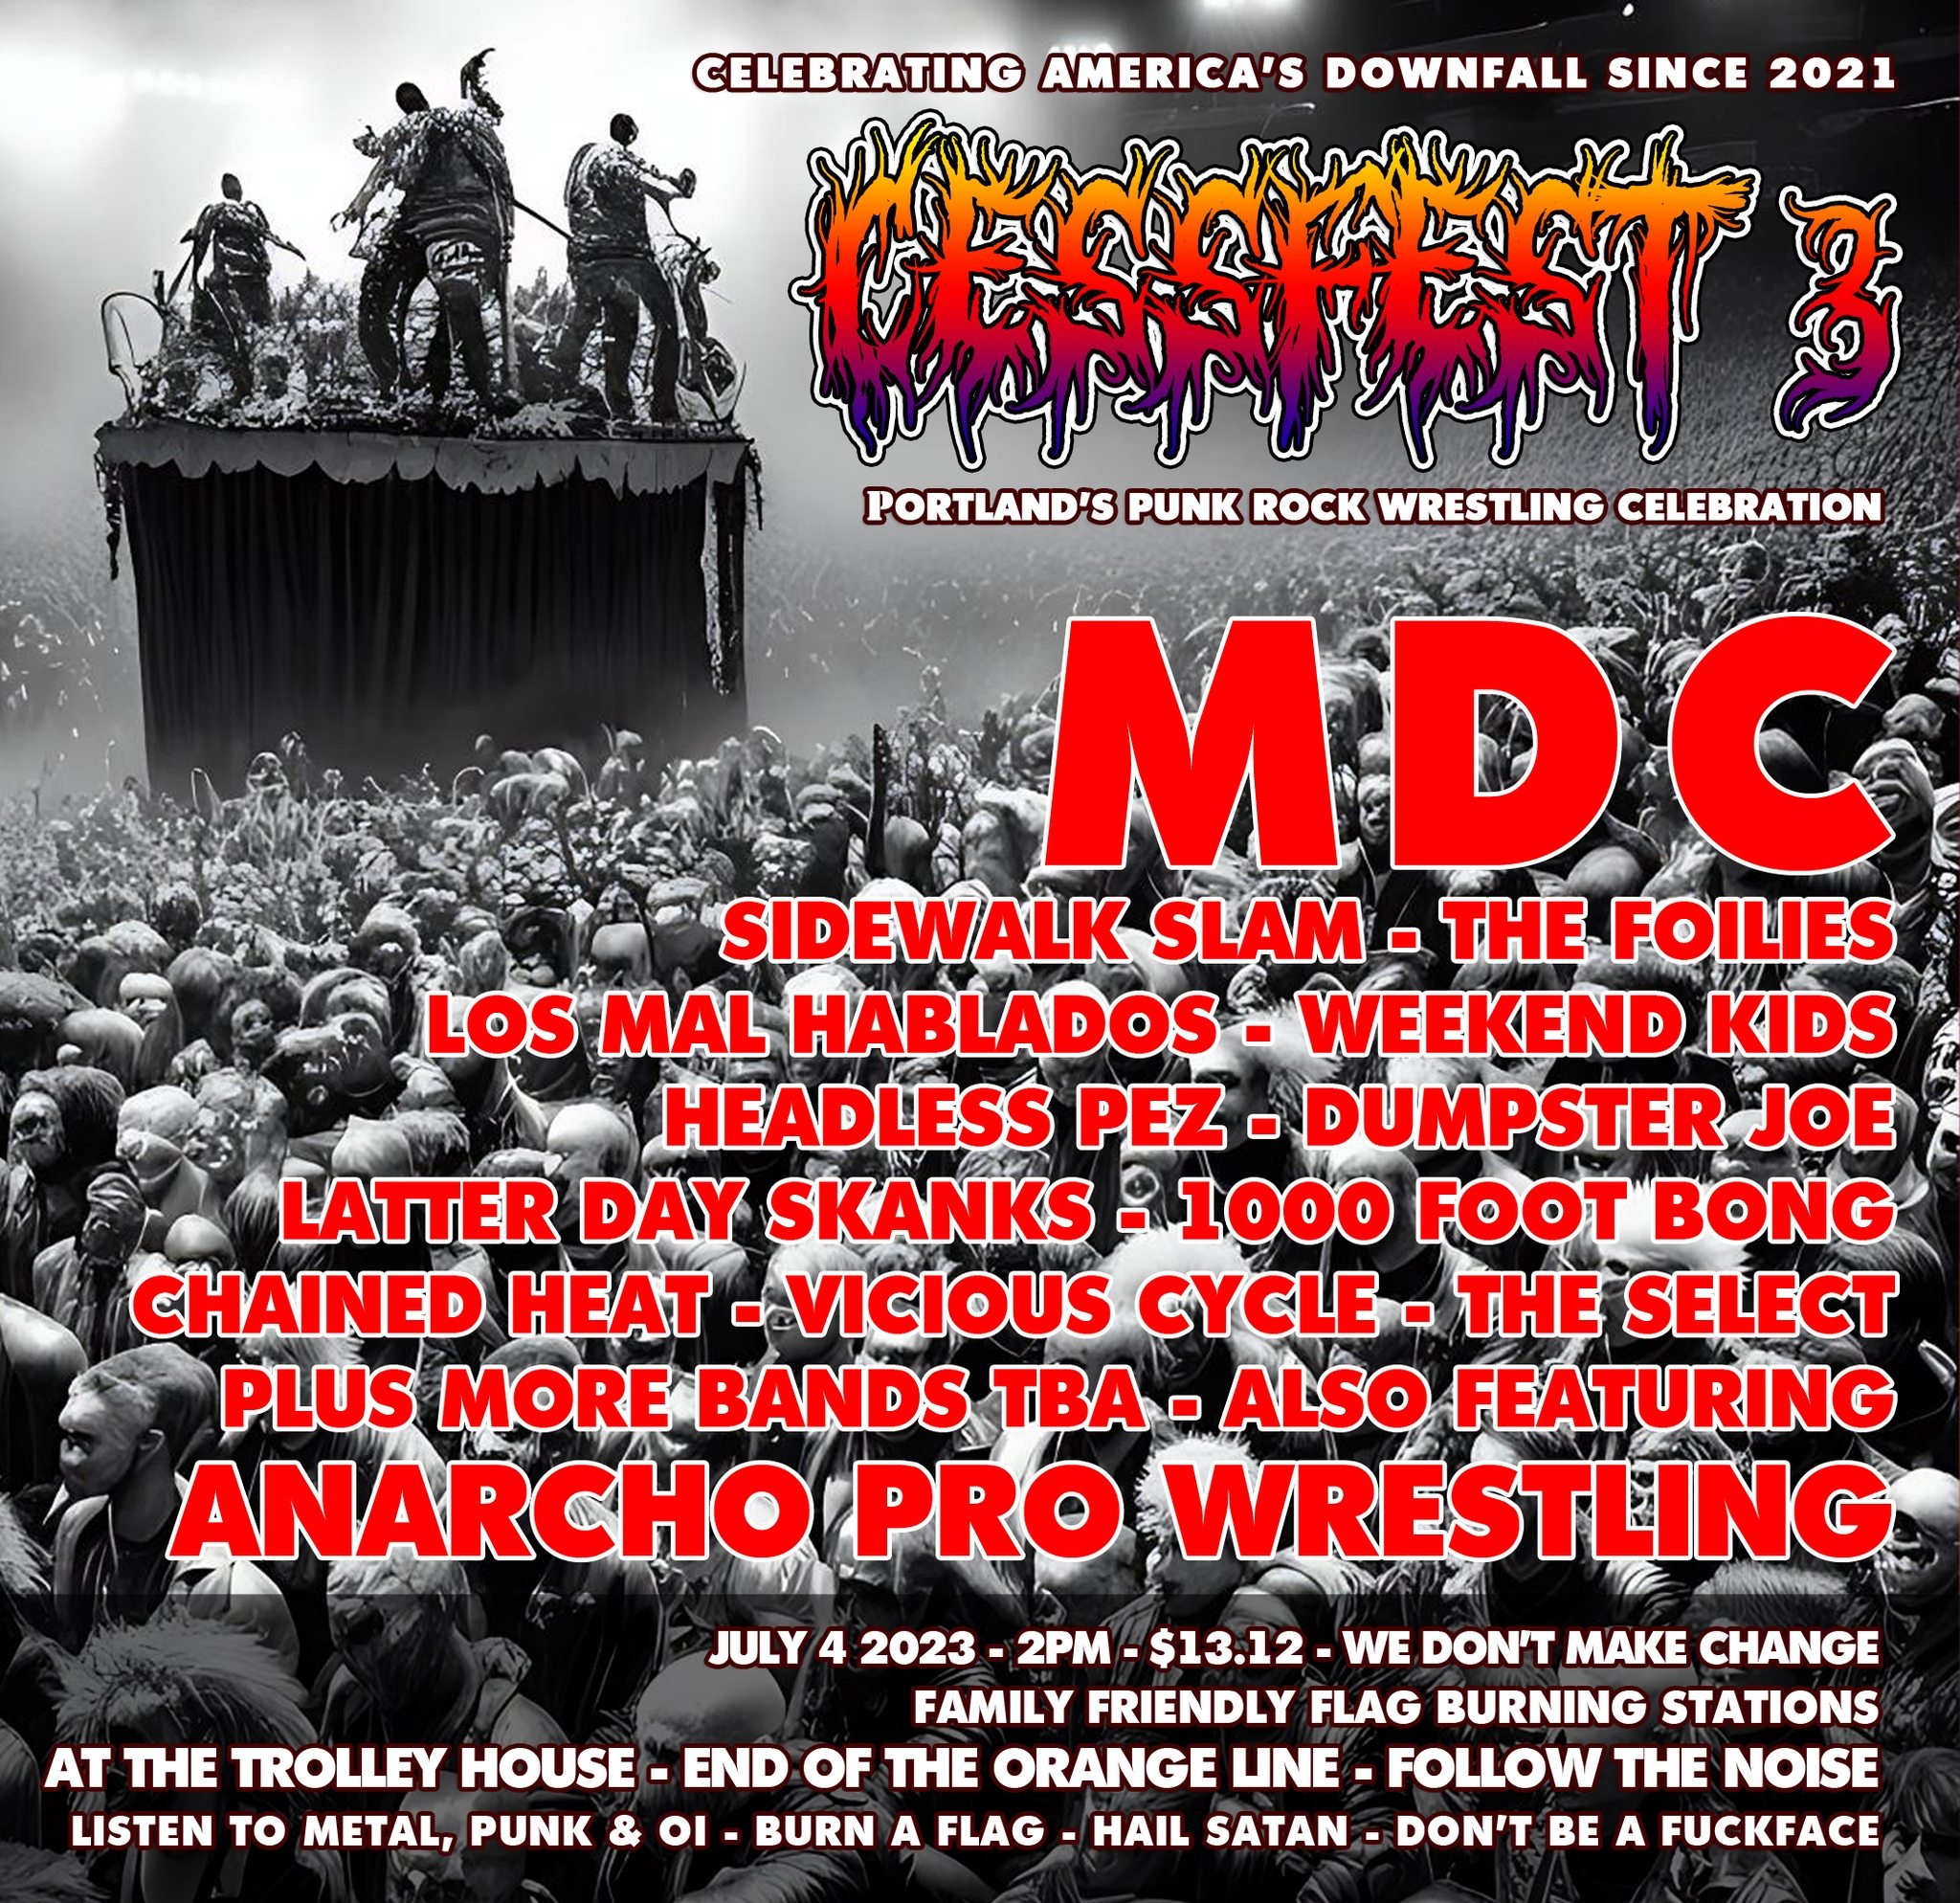 CELEBRATING AMERICA'S DOWNFALL SINCE 2021
CESSFEST 3
PORTLAND'S PUNK ROCK WRESTLING CELEBRATION
MDC
SIDEWALK SLAM - THE FOILIES
LOS MAL HABLADOS - WEEKEND KIDS
HEADLESS PEZ - DUMPSTER JOE
LATTER DAY SKANKS - 1000 FOOT BONG
CHAINED HEAT - VICIOUS CYCLE - THE SELECT
PLUS MORE BANDS TBA - ALSO FEATURING
ANARCHO PRO WRESTLING
JULY 4 2023 - 2PM - $13.12 - WE DON'T MAKE CHANGE
FAMILY FRIENDLY FLAG BURNING STATIONS
AT THE TROLLEY HOUSE - END OF THE ORANGE LINE - FOLLOW THE NOISE
LISTEN TO METAL, PUNK & OI - BURN A FLAG - HAIL SATAN - DON'T BE A FUCKFACE